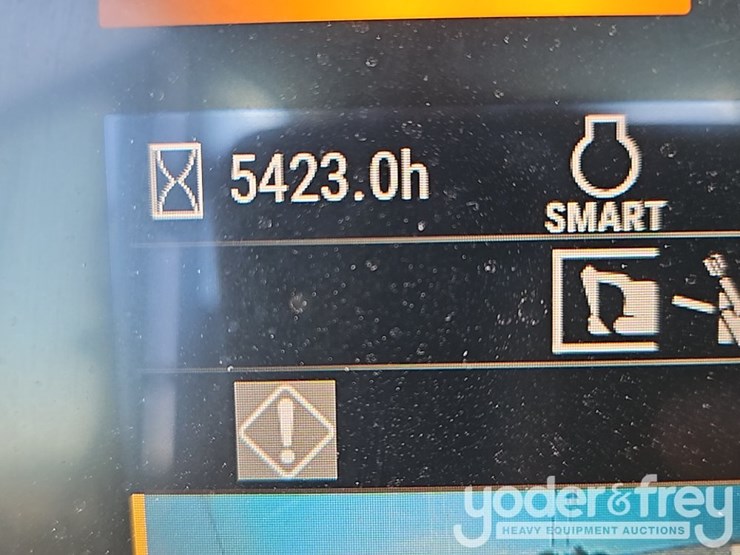 5423.0h
SMART
yoder&frey
HEAVY EQUIPMENT AUCTIONS